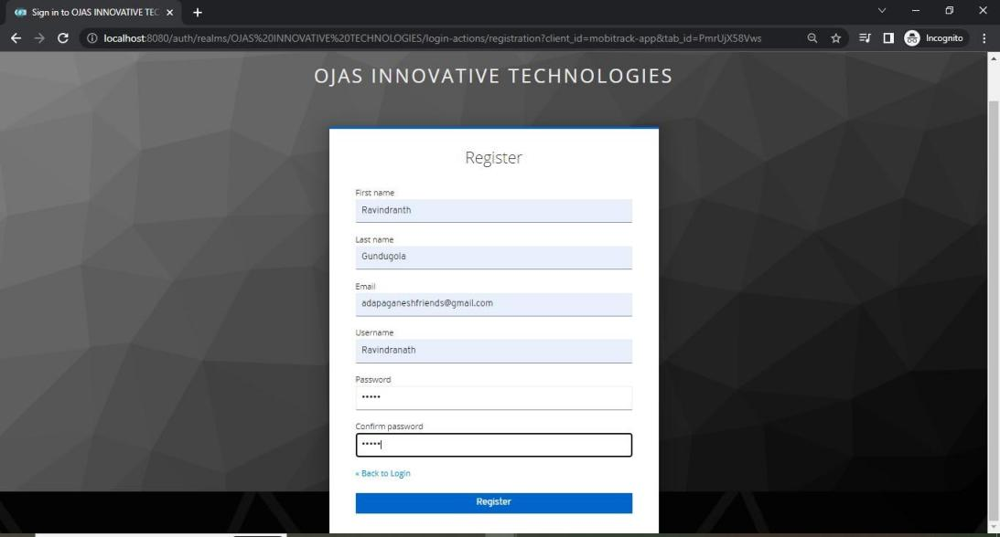 Sign in to OJAS INNOVATIVE TEC
localhost:8080/auth/realms/OJAS%20INNOVATIVE%20TECHNOLOGIES/login-actions/registration?client_id=mobitrack-app&tab_id=PmrUjX58Vws
Incognito
OJAS INNOVATIVE TECHNOLOGIES
Register
First name
Ravindranth
Last name
Gundugola
Email
adapaganeshfriends@gmail.com
Username
Ravindranath
Password
•••••
Confirm password
•••••
« Back to Login
Register